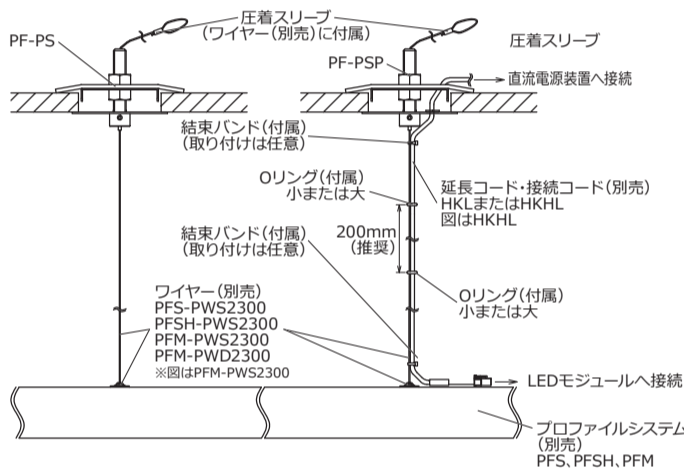 圧着スリーブ
(ワイヤー(別売)に付属)
PF-PS
PF-PSP
圧着スリーブ
直流電源装置へ接続
結束バンド(付属)
(取り付けは任意)
Oリング(付属)
小または大
延長コード・接続コード(別売)
HKLまたはHKHL
図はHKHL
結束バンド(付属)
(取り付けは任意)
200mm
(推奨)
Oリング(付属)
小または大
ワイヤー(別売)
PFS-PWS2300
PFSH-PWS2300
PFM-PWS2300
PFM-PWD2300
※図はPFM-PWS2300
LEDモジュールへ接続
プロファイルシステム
(別売)
PFS、PFSH、PFM